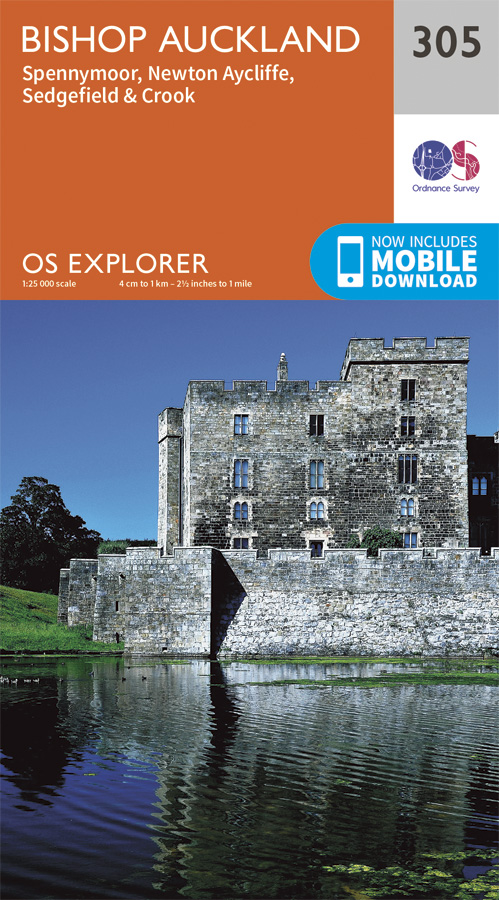 BISHOP AUCKLAND
Spennymoor, Newton Aycliffe,
Sedgefield & Crook
305
Ordnance Survey
OS EXPLORER
1:25 000 scale
4 cm to 1 km – 2½ inches to 1 mile
NOW INCLUDES
MOBILE
DOWNLOAD